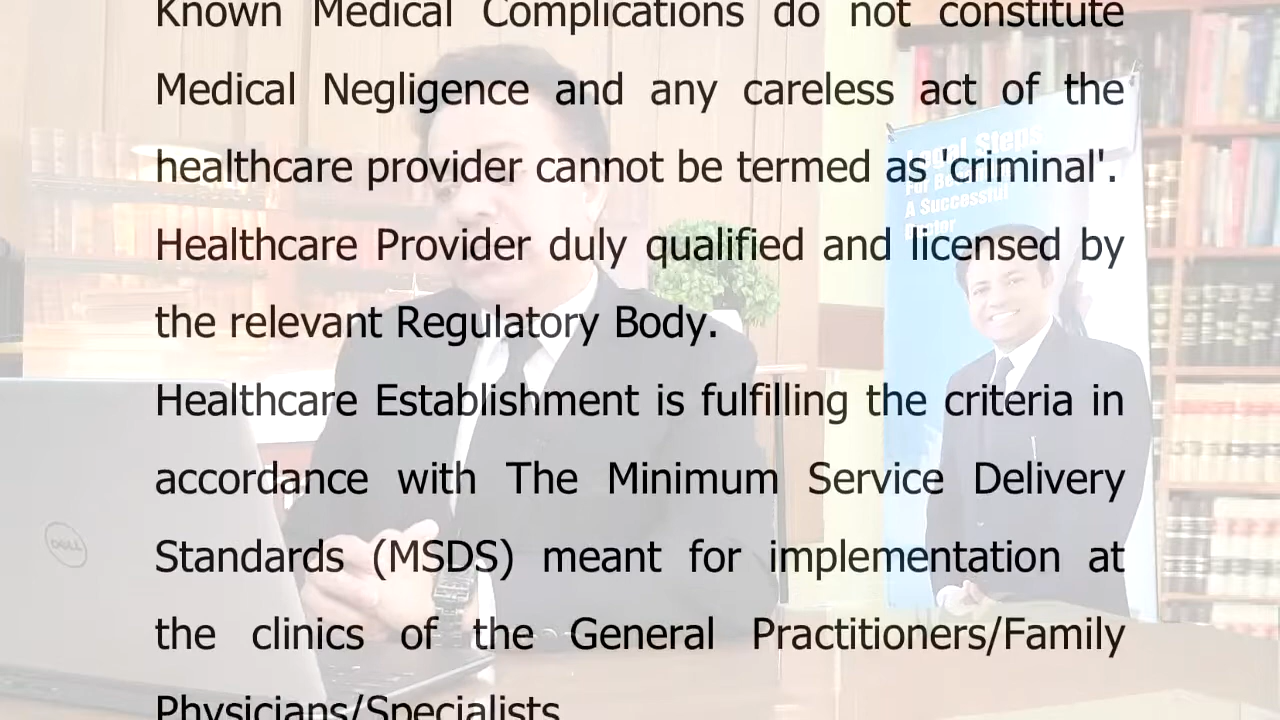 Known Medical Complications do not constitute
Medical Negligence and any careless act of the
healthcare provider cannot be termed as 'criminal'.
Healthcare Provider duly qualified and licensed by
the relevant Regulatory Body.
Healthcare Establishment is fulfilling the criteria in
accordance with The Minimum Service Delivery
Standards (MSDS) meant for implementation at
the clinics of the General Practitioners/Family
Physicians/Specialists
Legal Steps
A Successful
DELL